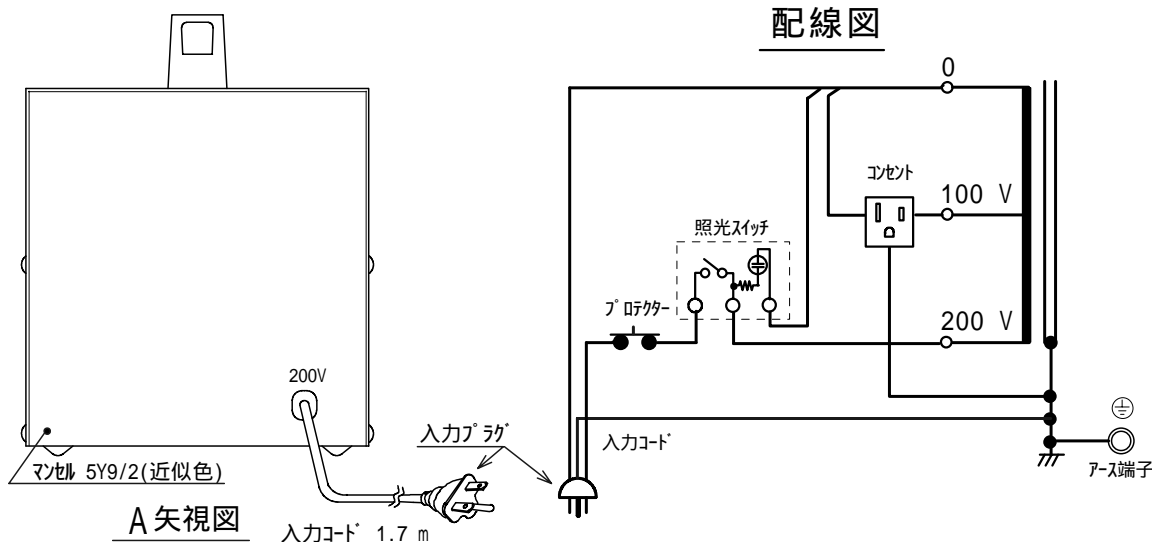 配線図
0
コンセント
100 V
照光スイッチ
プロテクター
200 V
200V
入力プラグ
入力コード
アース端子
マンセル 5Y9/2(近似色)
A矢視図
入力コード 1.7 m